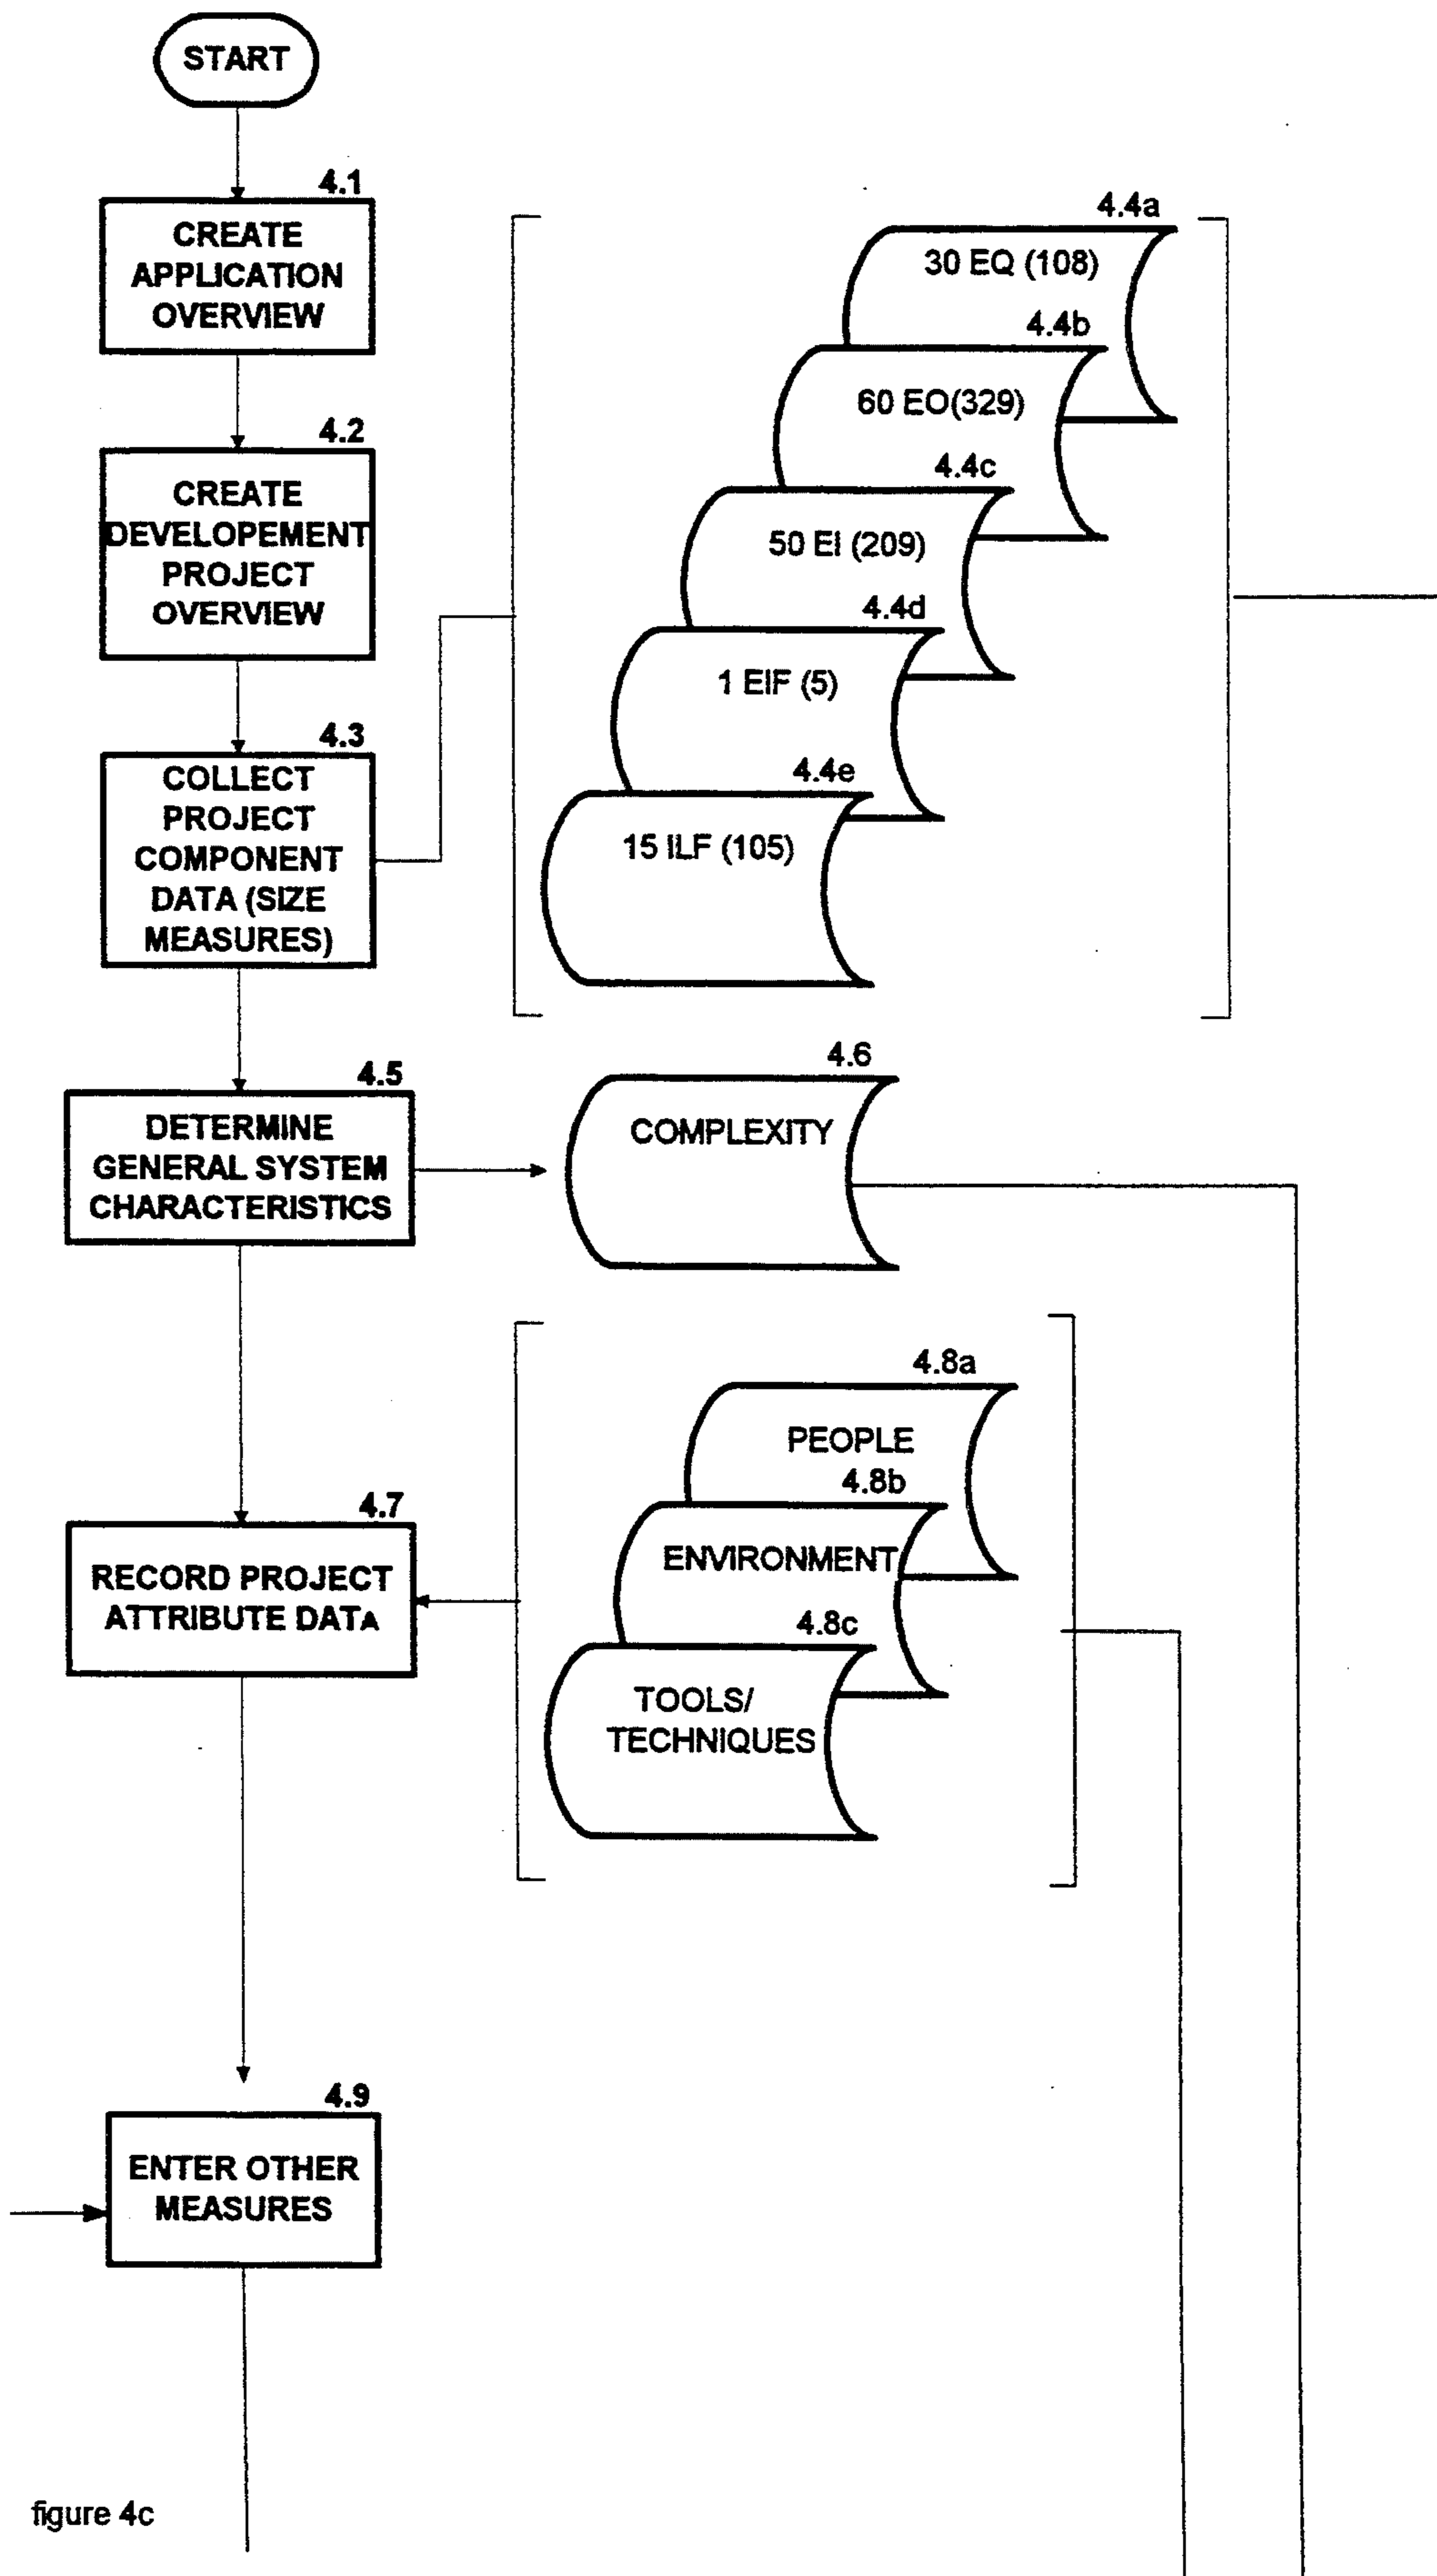 START
4.1
CREATE
APPLICATION
OVERVIEW
4.2
CREATE
DEVELOPEMENT
PROJECT
OVERVIEW
4.3
COLLECT
PROJECT
COMPONENT
DATA (SIZE
MEASURES)
4.4a
30 EQ (108)
4.4b
60 EO(329)
4.4c
50 EI (209)
4.4d
1 EIF (5)
4.4e
15 ILF (105)
4.5
DETERMINE
GENERAL SYSTEM
CHARACTERISTICS
4.6
COMPLEXITY
4.7
RECORD PROJECT
ATTRIBUTE DATA
4.8a
PEOPLE
4.8b
ENVIRONMENT
4.8c
TOOLS/
TECHNIQUES
4.9
ENTER OTHER
MEASURES
figure 4c